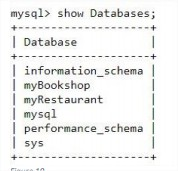 mysql> show Databases;
+--------------------+
| Database           |
+--------------------+
| information_schema |
| myBookshop         |
| myRestaurant       |
| mysql              |
| performance_schema |
| sys                |
+--------------------+